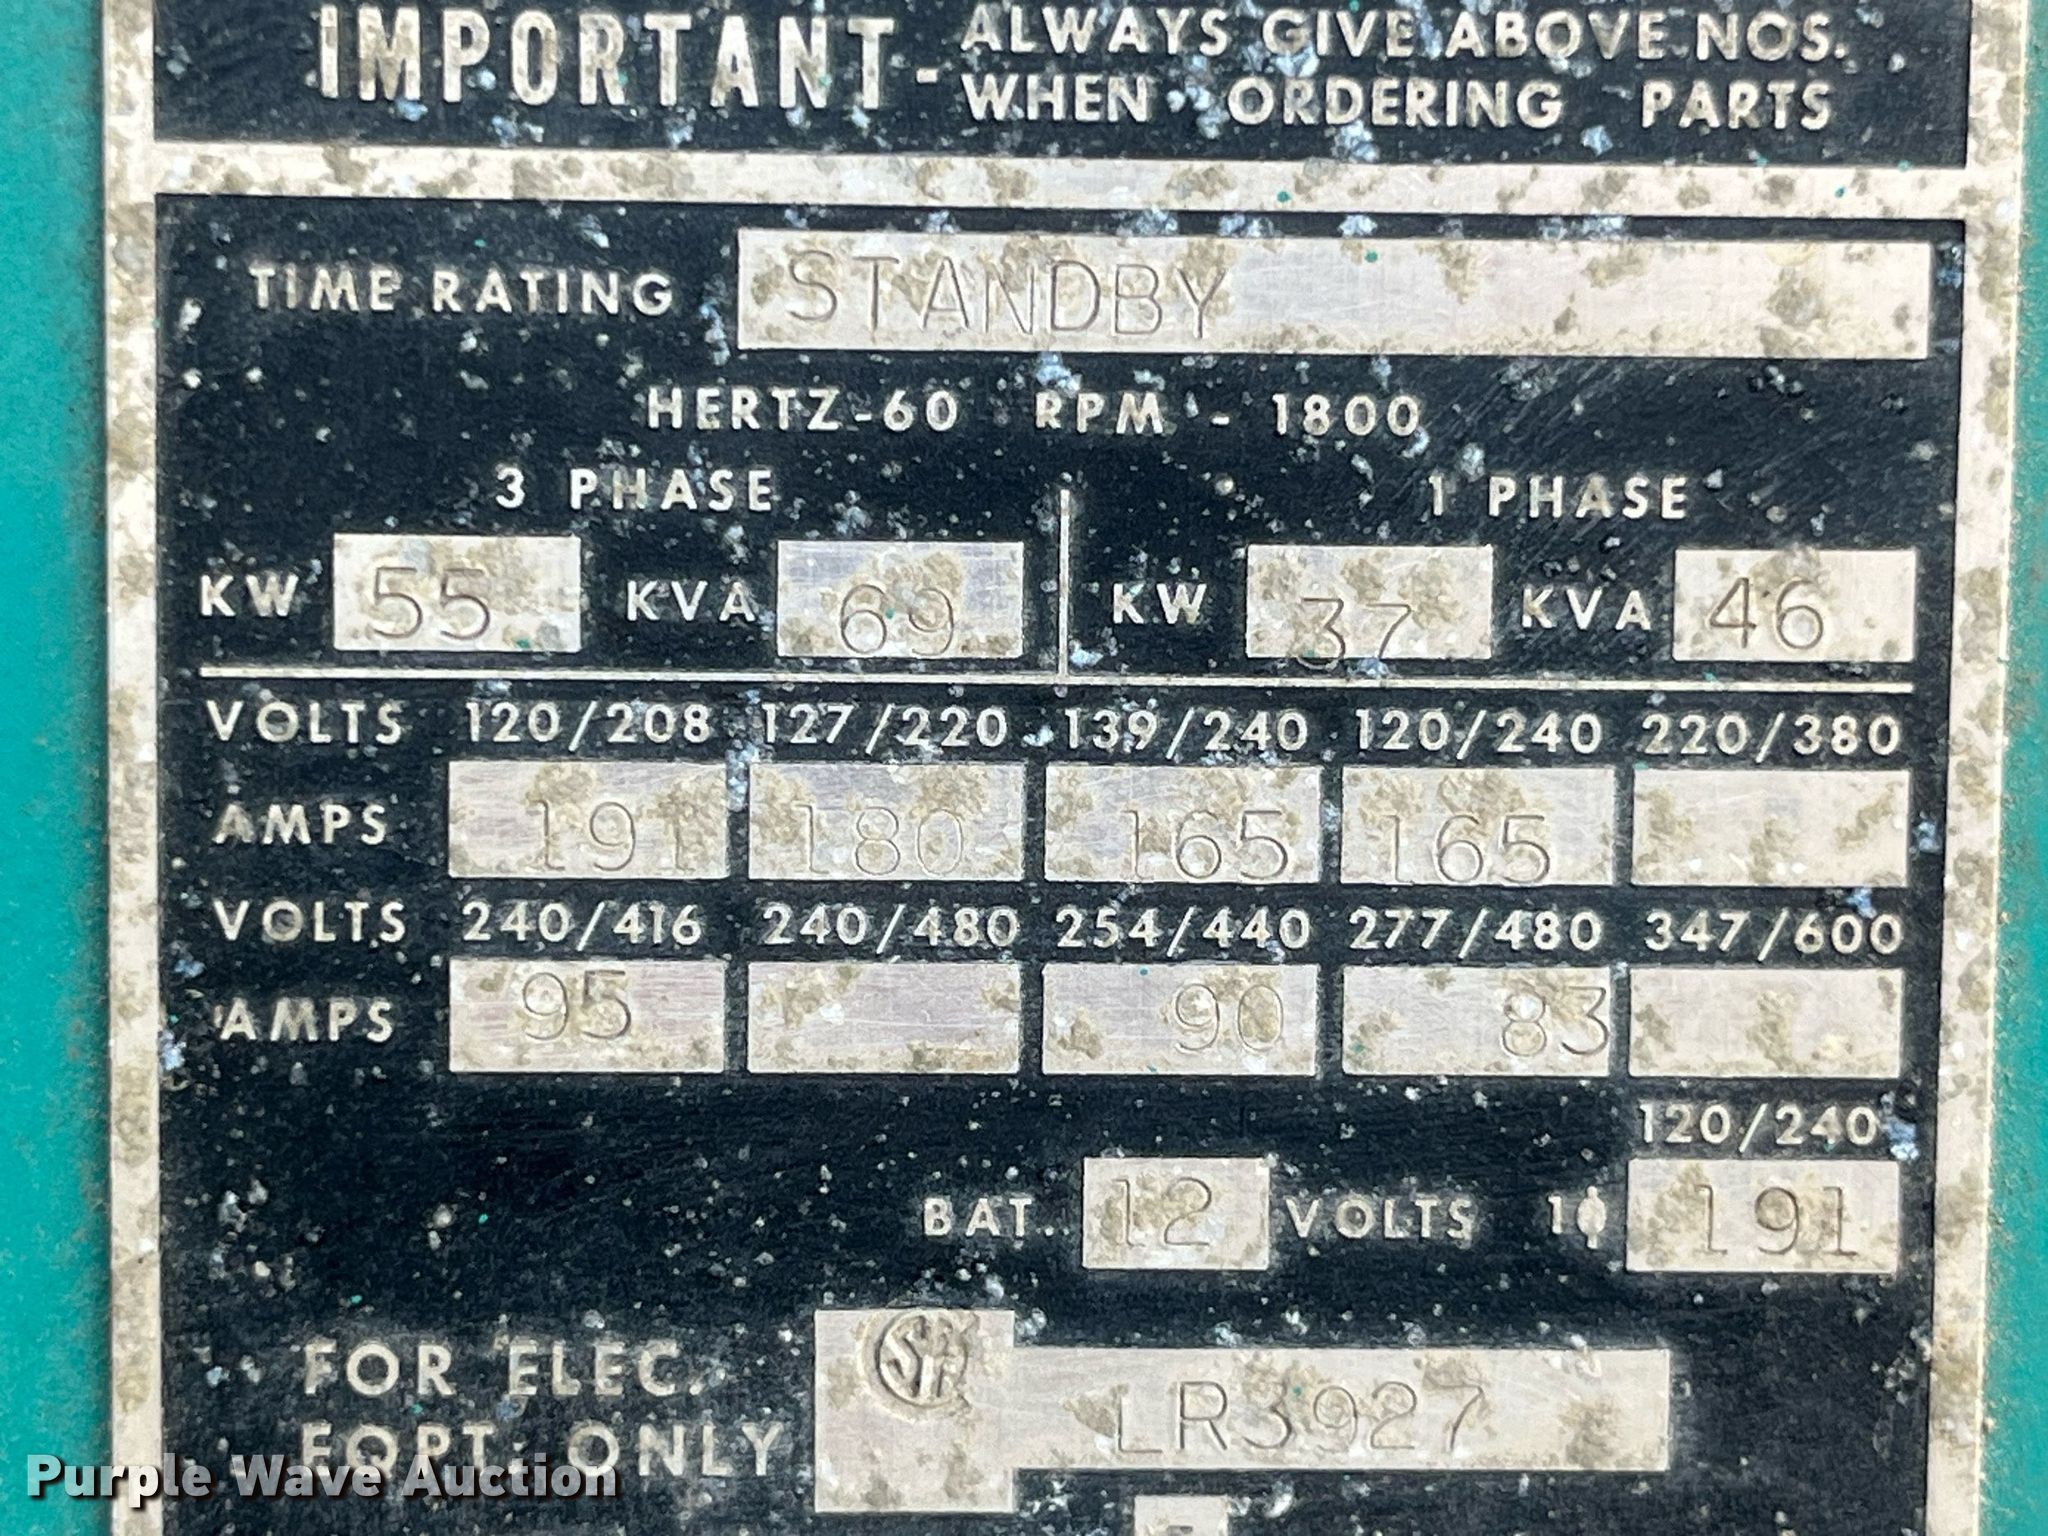 IMPORTANT - ALWAYS GIVE ABOVE NOS.
WHEN ORDERING PARTS
TIME RATING STANDBY
HERTZ-60 RPM - 1800
3 PHASE 1 PHASE
KW 55 KVA 69 KW 37 KVA 46
VOLTS 120/208 127/220 139/240 120/240 220/380
AMPS 191 180 165 165
VOLTS 240/416 240/480 254/440 277/480 347/600
AMPS 95 90 83
120/240
BAT. 12 VOLTS 1ϕ 191
FOR ELEC.
EQPT. ONLY
LR3927
Purple Wave Auction